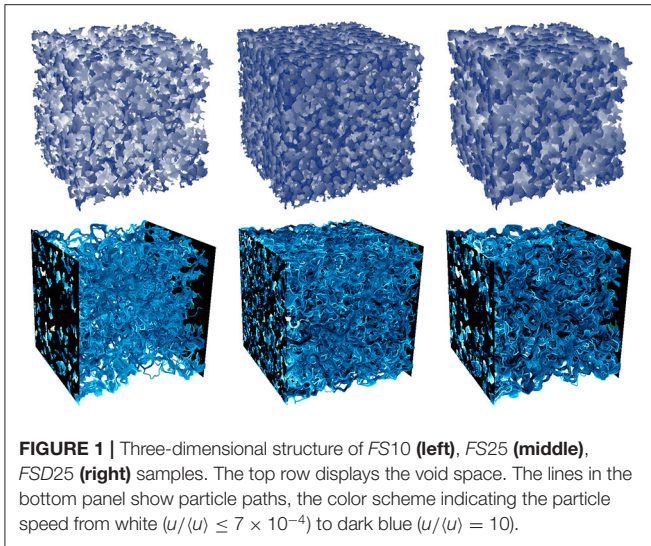 FIGURE 1 | Three-dimensional structure of FS10 (left), FS25 (middle),
FSD25 (right) samples. The top row displays the void space. The lines in the
bottom panel show particle paths, the color scheme indicating the particle
speed from white (u/⟨u⟩ ≤ 7 × 10⁻⁴) to dark blue (u/⟨u⟩ = 10).